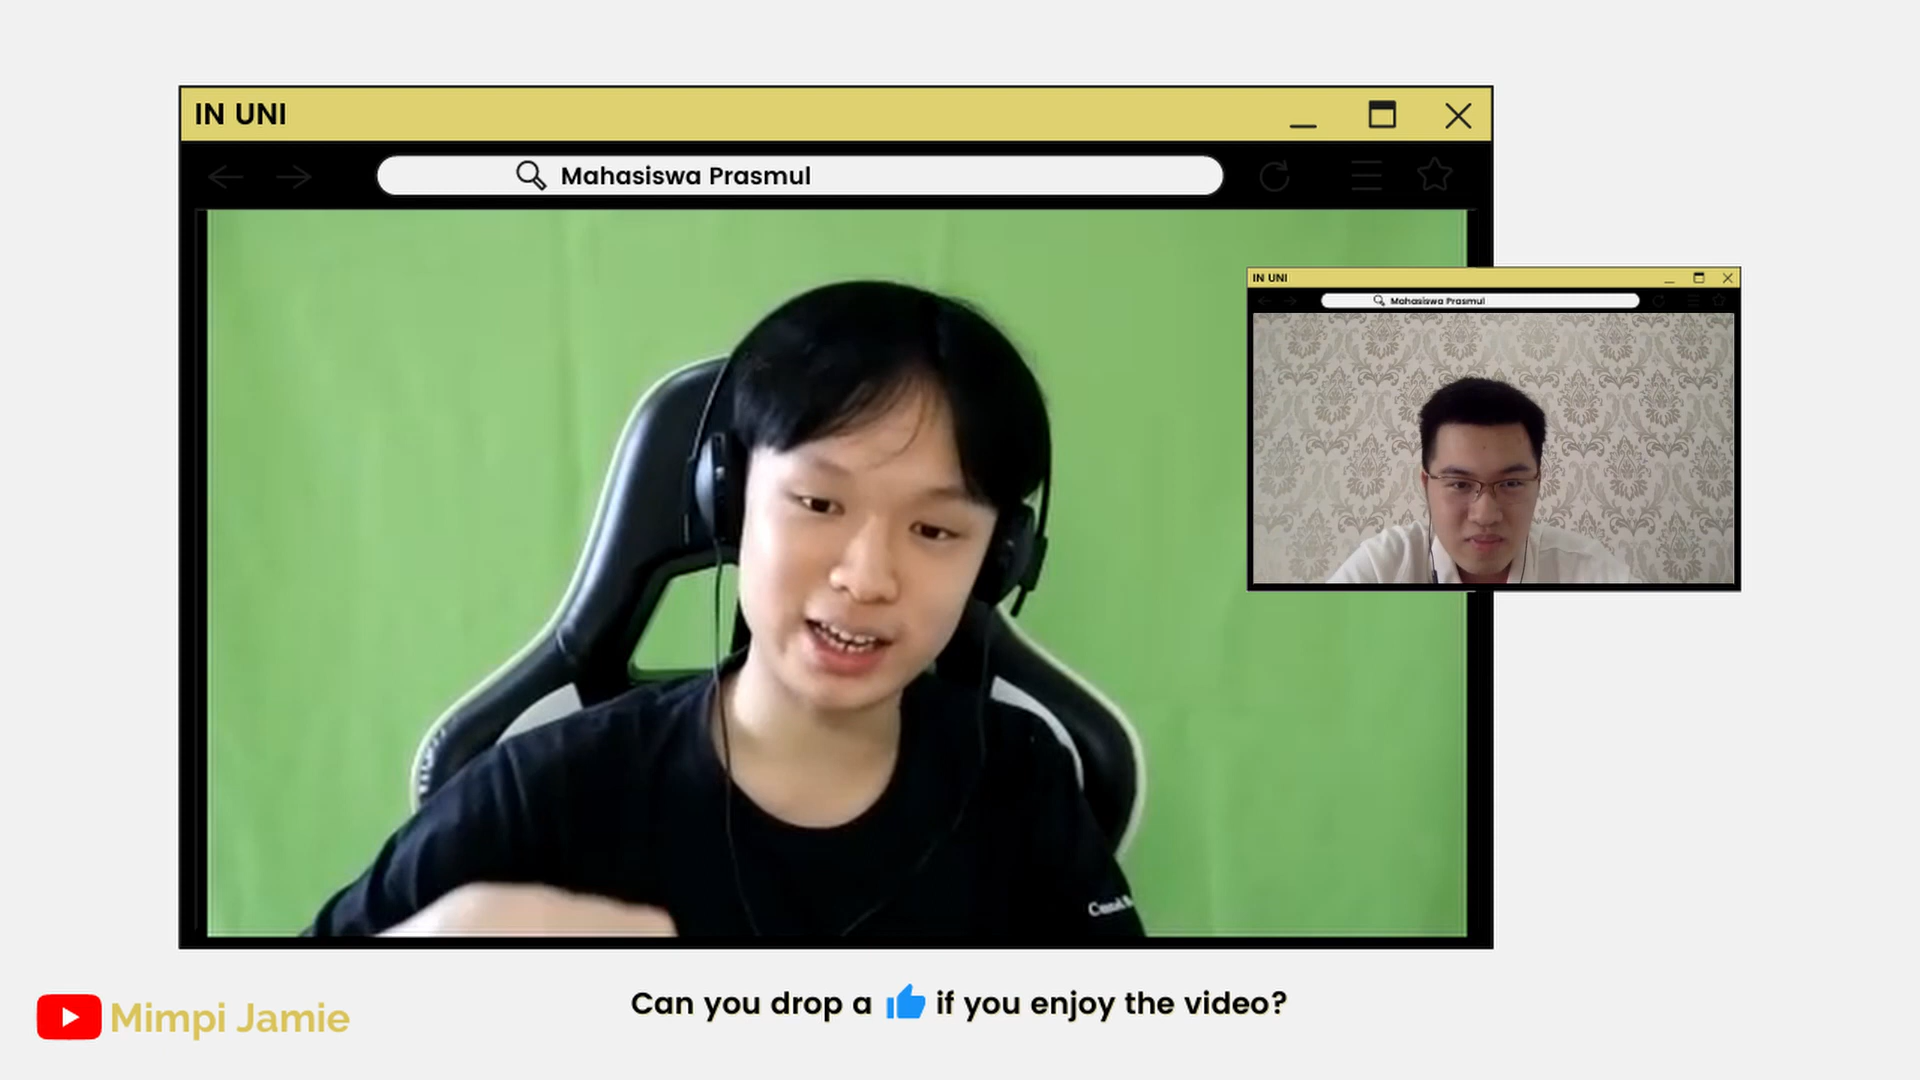 IN UNI
Mahasiswa Prasmul
IN UNI
Mahasiswa Prasmul
Mimpi Jamie
Can you drop a if you enjoy the video?